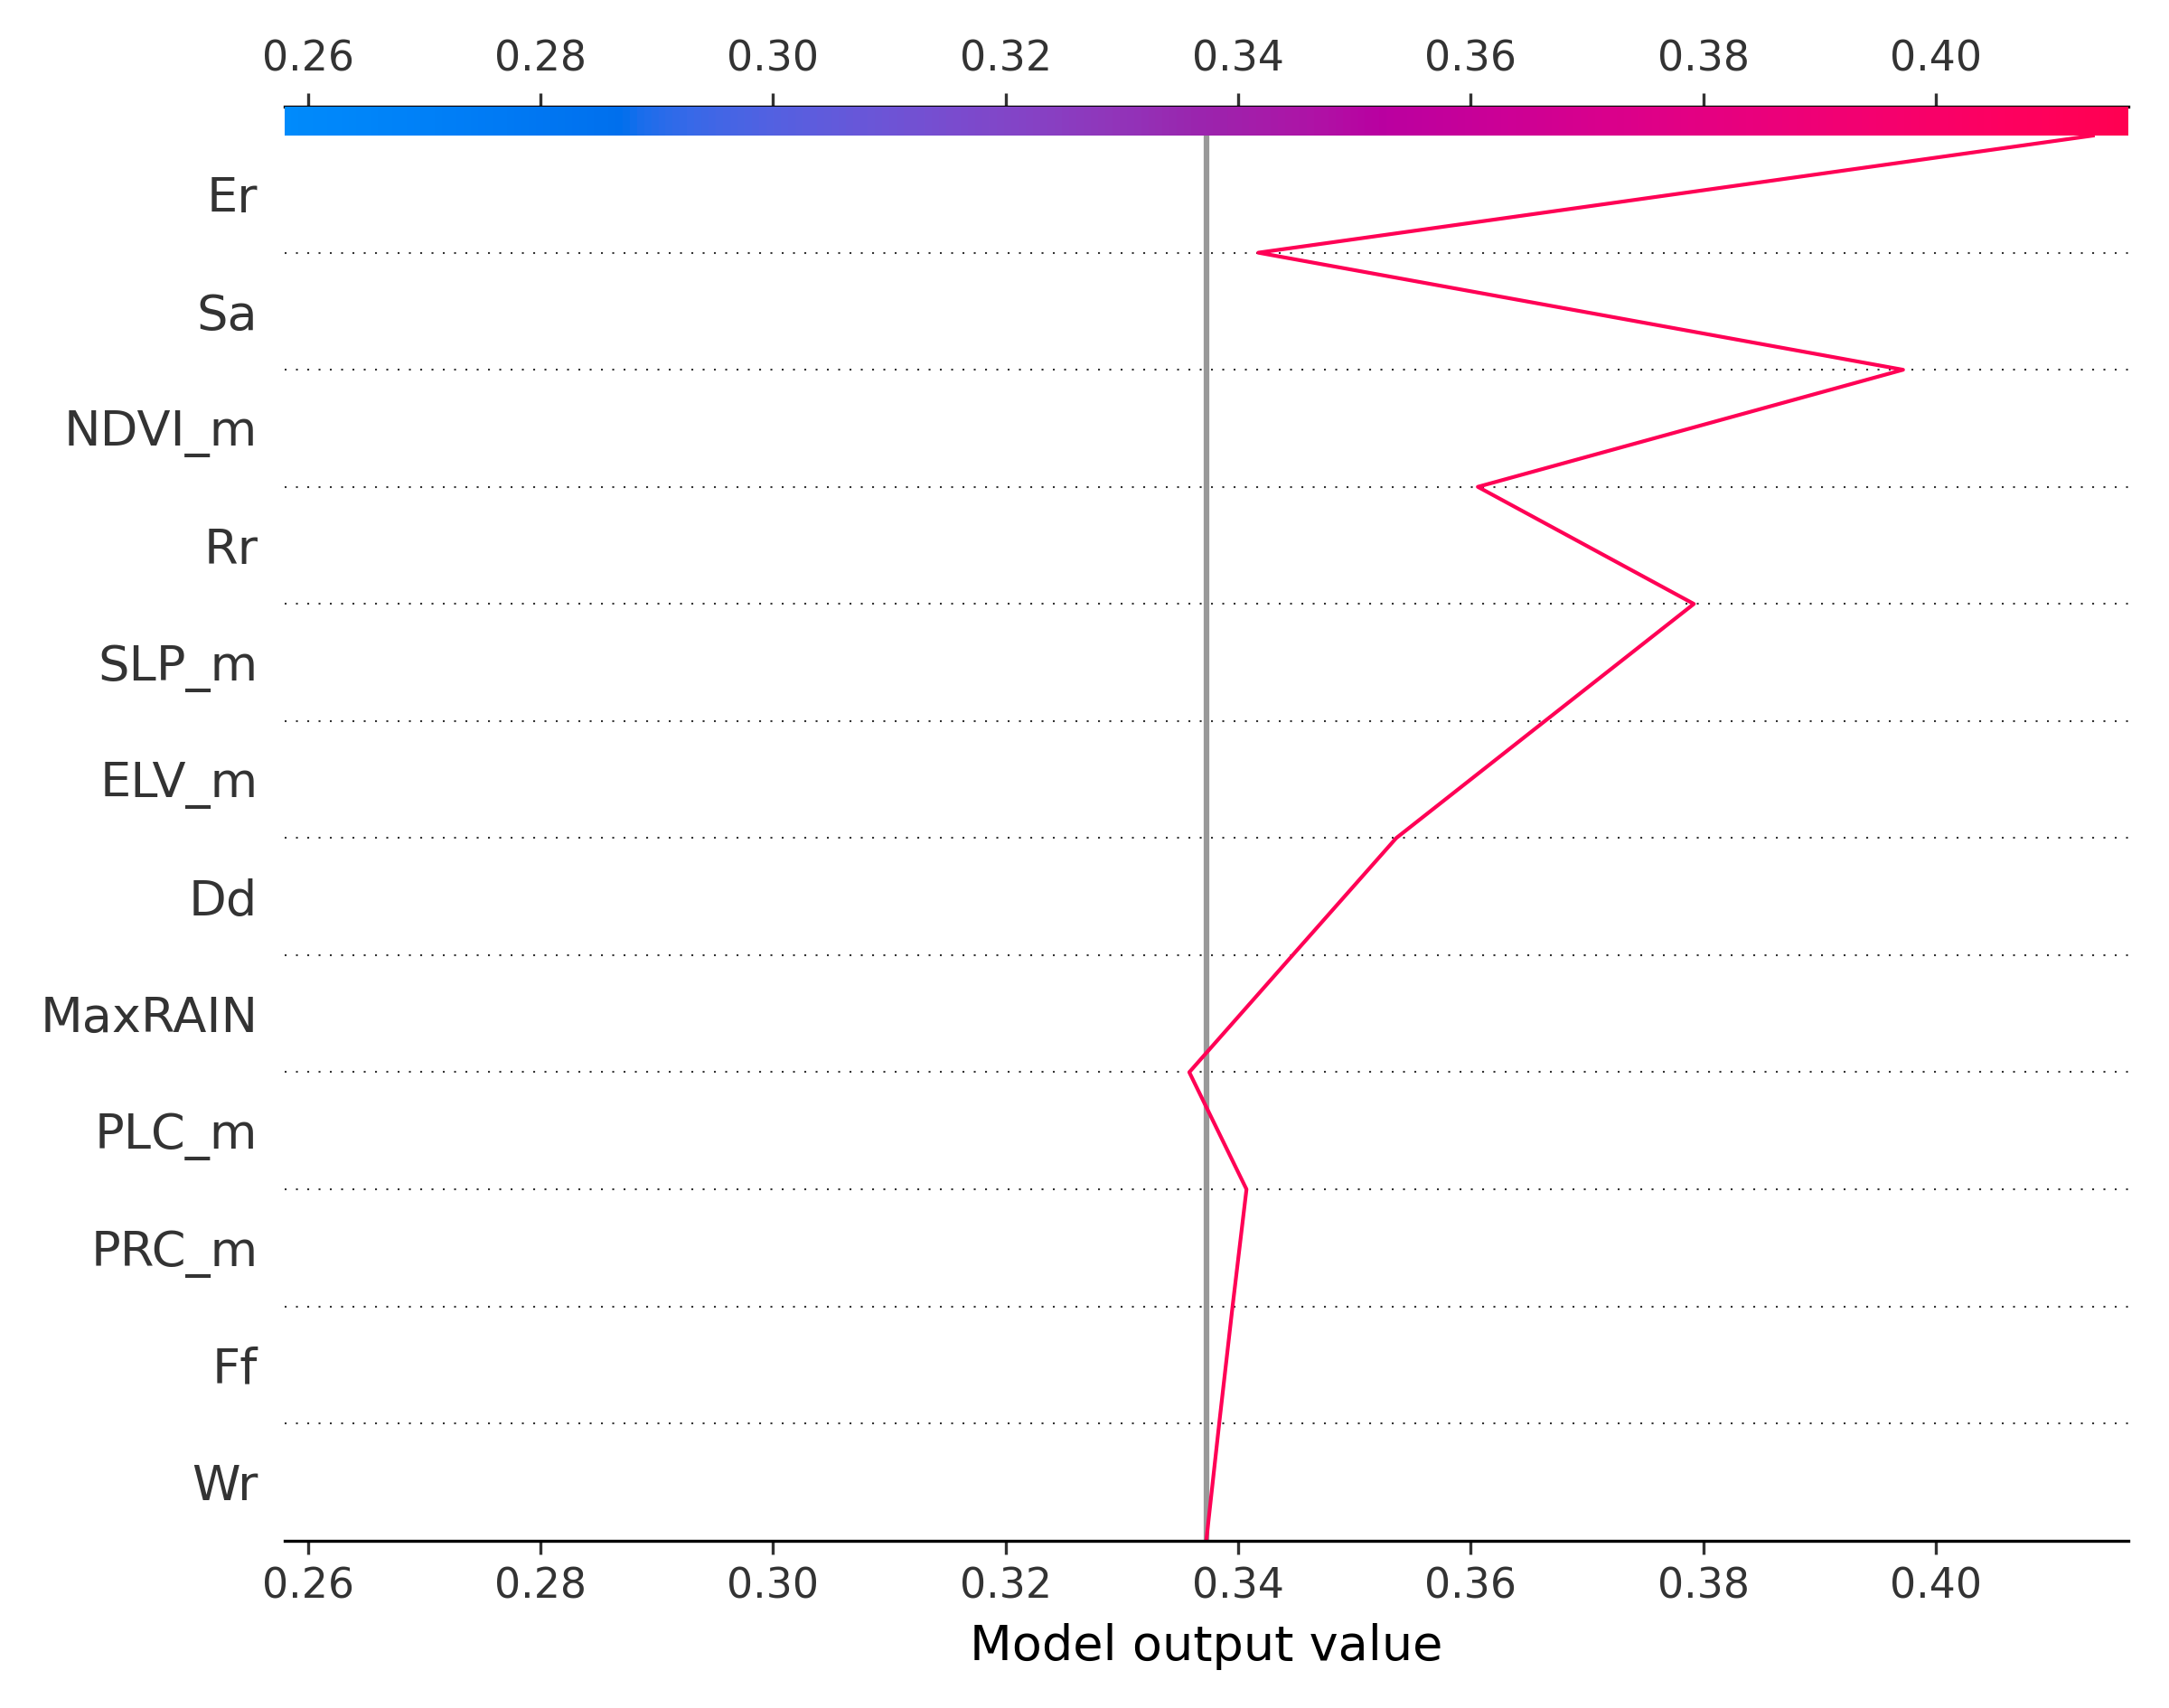 0.26 0.28 0.30 0.32 0.34 0.36 0.38 0.40
Er
Sa
NDVI_m
Rr
SLP_m
ELV_m
Dd
MaxRAIN
PLC_m
PRC_m
Ff
Wr
0.26 0.28 0.30 0.32 0.34 0.36 0.38 0.40
Model output value